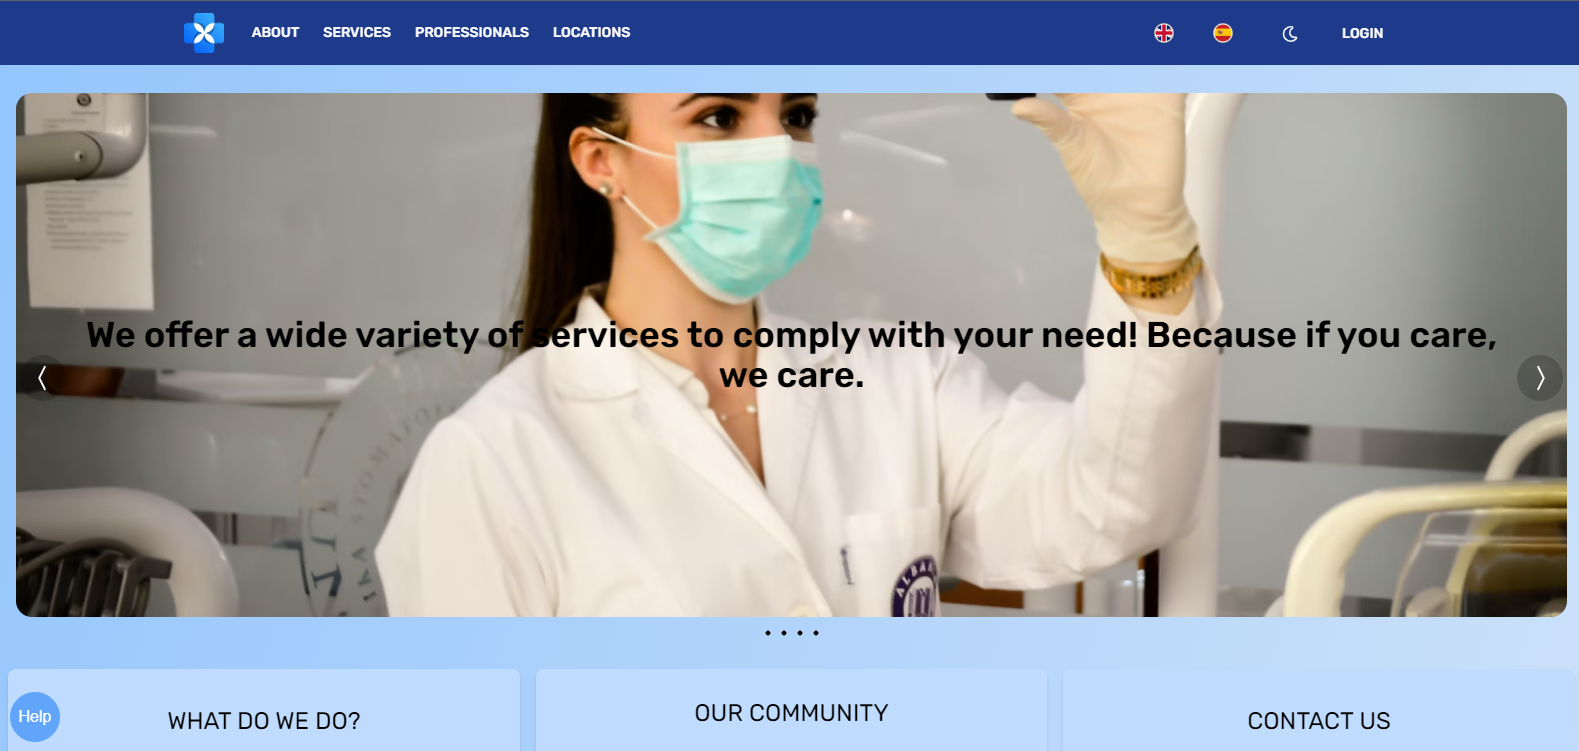 ABOUT SERVICES PROFESSIONALS LOCATIONS LOGIN
We offer a wide variety of services to comply with your need! Because if you care,
we care.
Help
WHAT DO WE DO?
OUR COMMUNITY
CONTACT US